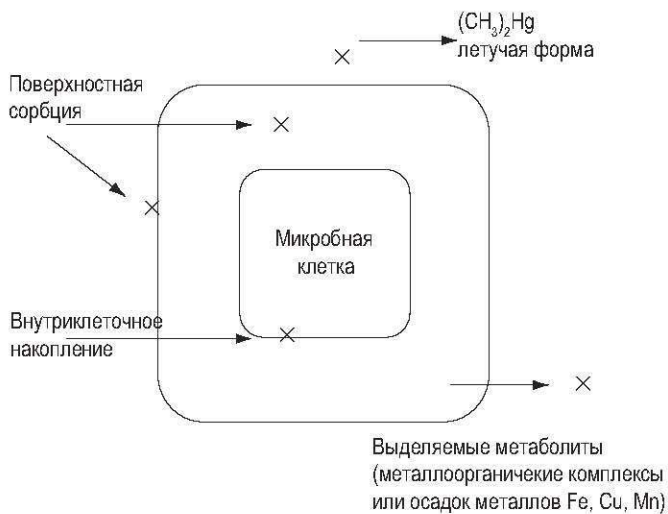 (CH₃)₂Hg
летучая форма
Поверхностная
сорбция
Микробная
клетка
Внутриклеточное
накопление
Выделяемые метаболиты
(металлоорганичекие комплексы
или осадок металлов Fe, Cu, Mn)